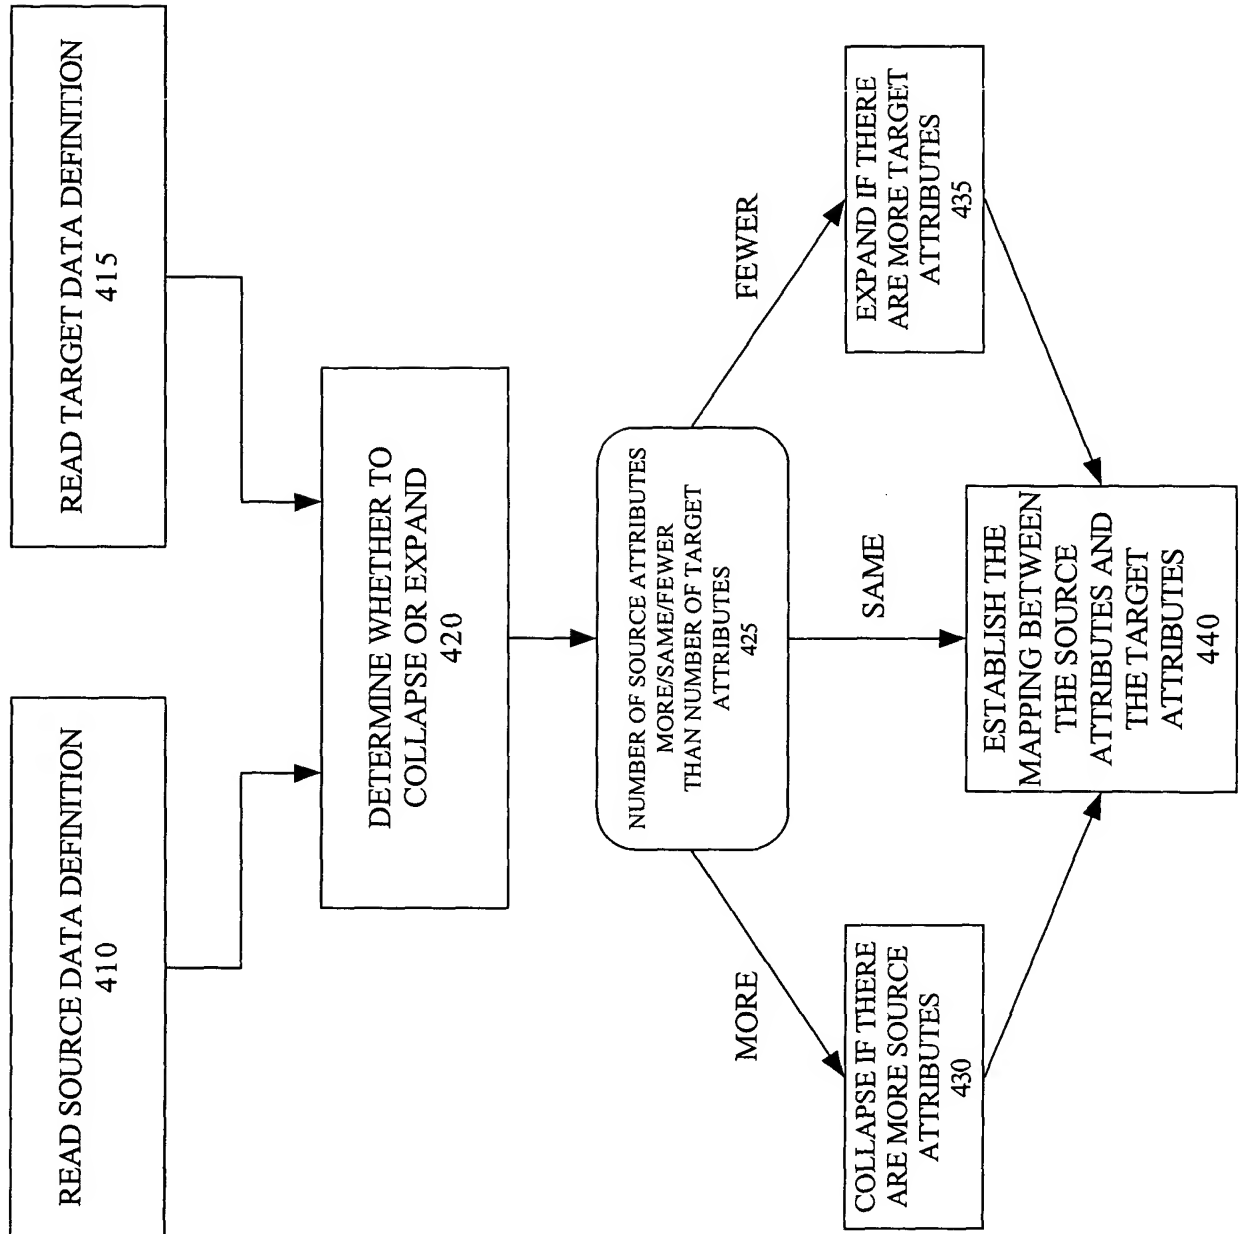 READ SOURCE DATA DEFINITION
410
READ TARGET DATA DEFINITION
415
DETERMINE WHETHER TO
COLLAPSE OR EXPAND
420
NUMBER OF SOURCE ATTRIBUTES
MORE/SAME/FEWER
THAN NUMBER OF TARGET
ATTRIBUTES
425
MORE
SAME
FEWER
COLLAPSE IF THERE
ARE MORE SOURCE
ATTRIBUTES
430
EXPAND IF THERE
ARE MORE TARGET
ATTRIBUTES
435
ESTABLISH THE
MAPPING BETWEEN
THE SOURCE
ATTRIBUTES AND
THE TARGET
ATTRIBUTES
440